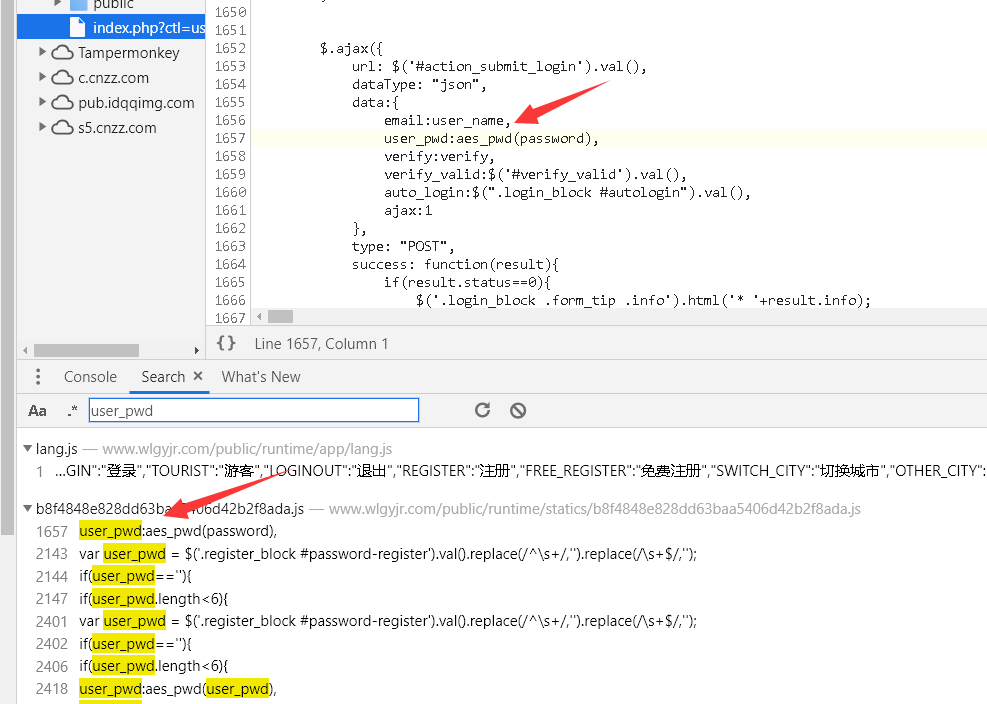 public
index.php?ctl=us
Tampermonkey
c.cnzz.com
pub.idqqimg.com
s5.cnzz.com
1650
1651
1652 $.ajax({
1653 url: $('#action_submit_login').val(),
1654 dataType: "json",
1655 data:{
1656 email:user_name,
1657 user_pwd:aes_pwd(password),
1658 verify:verify,
1659 verify_valid:$('#verify_valid').val(),
1660 auto_login:$(".login_block #autologin").val(),
1661 ajax:1
1662 },
1663 type: "POST",
1664 success: function(result){
1665 if(result.status==0){
1666 $('.login_block .form_tip .info').html('* '+result.info);
1667
{} Line 1657, Column 1
Console Search × What's New
Aa .* user_pwd
lang.js — www.wlgyjr.com/public/runtime/app/lang.js
1 ...GIN":"登录","TOURIST":"游客","LOGINOUT":"退出","REGISTER":"注册","FREE_REGISTER":"免费注册","SWITCH_CITY":"切换城市","OTHER_CITY":
b8f4848e828dd63baa5406d42b2f8ada.js — www.wlgyjr.com/public/runtime/statics/b8f4848e828dd63baa5406d42b2f8ada.js
1657 user_pwd:aes_pwd(password),
2143 var user_pwd = $('.register_block #password-register').val().replace(/^\s+/,'').replace(/\s+$/,'');
2144 if(user_pwd==''){
2147 if(user_pwd.length<6){
2401 var user_pwd = $('.register_block #password-register').val().replace(/^\s+/,'').replace(/\s+$/,'');
2402 if(user_pwd==''){
2406 if(user_pwd.length<6){
2418 user_pwd:aes_pwd(user_pwd),